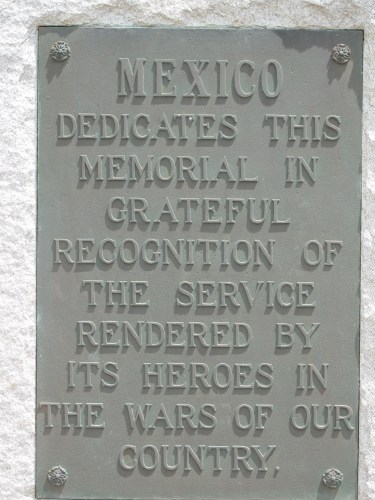 MEXICO
DEDICATES THIS
MEMORIAL IN
GRATEFUL
RECOGNITION OF
THE SERVICE
RENDERED BY
ITS HEROES IN
THE WARS OF OUR
COUNTRY.